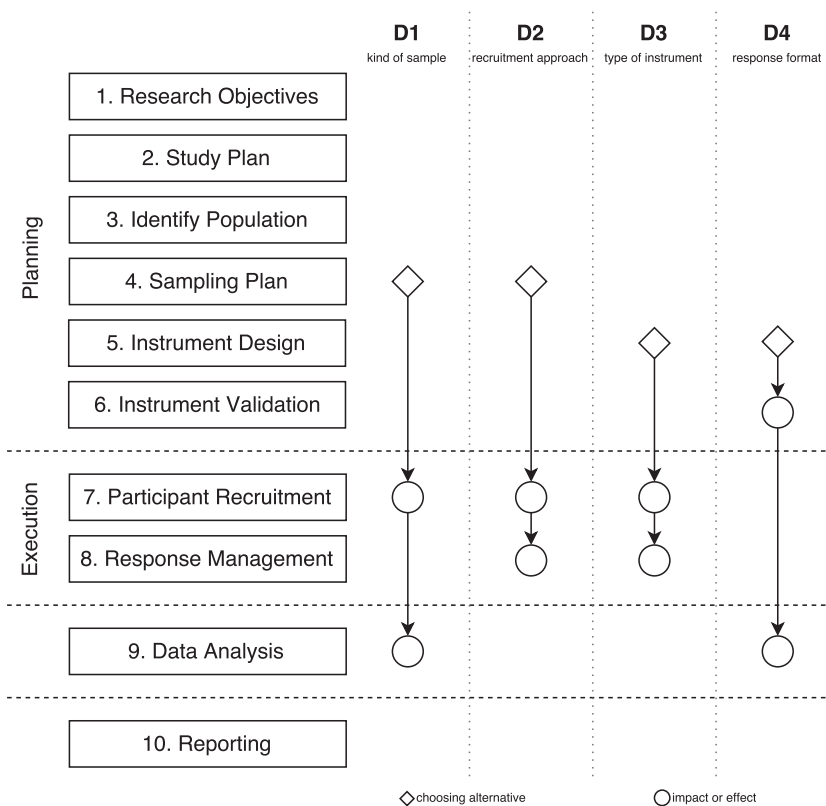 D1
D2
D3
D4
kind of sample
recruitment approach
type of instrument
response format
Planning
1. Research Objectives
2. Study Plan
3. Identify Population
4. Sampling Plan
5. Instrument Design
6. Instrument Validation
Execution
7. Participant Recruitment
8. Response Management
9. Data Analysis
10. Reporting
choosing alternative
impact or effect